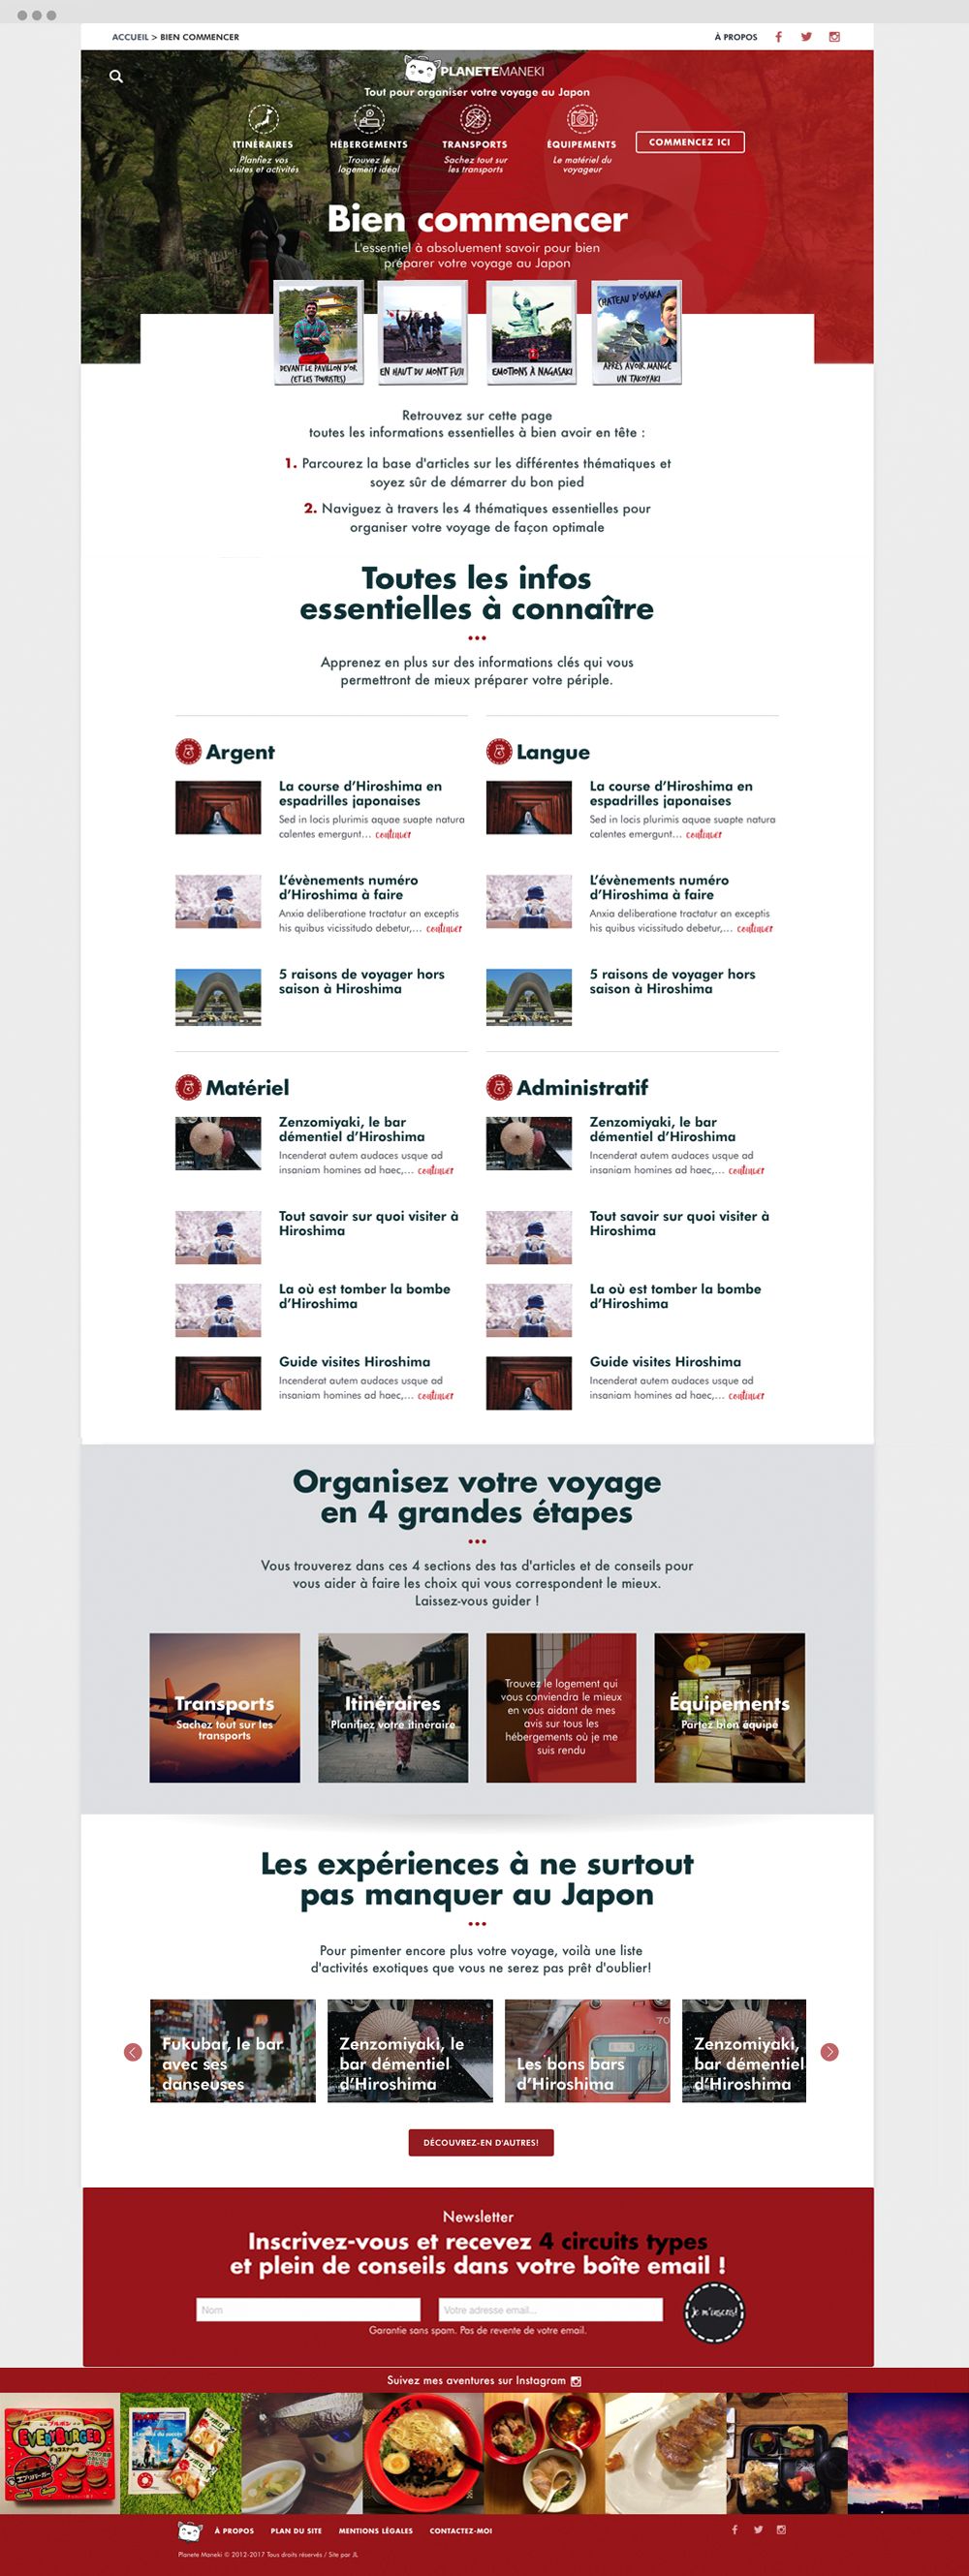 ACCUEIL > BIEN COMMENCER
À PROPOS
PLANETEMANEKI
Tout pour organiser votre voyage au Japon
ITINÉRAIRES
Planfiez vos
visites et activités
HÉBERGEMENTS
Trouvez le
logement idéal
TRANSPORTS
Sachez tout sur
les transports
ÉQUIPEMENTS
Le matériel du
voyageur
COMMENCEZ ICI
Bien commencer
L'essentiel à absoluement savoir pour bien
préparer votre voyage au Japon
DEVANT LE PAVILLON D'OR
(ET LES TOURISTES)
EN HAUT DU MONT FUJI
EMOTIONS À NAGASAKI
CHATEAU D'OSAKA
APRÈS AVOIR MANGÉ
UN TAKOYAKI
Retrouvez sur cette page
toutes les informations essentielles à bien avoir en tête :
1. Parcourez la base d'articles sur les différentes thématiques et
soyez sûr de démarrer du bon pied
2. Naviguez à travers les 4 thématiques essentielles pour
organiser votre voyage de façon optimale
Toutes les infos
essentielles à connaître
Apprenez en plus sur des informations clés qui vous
permettront de mieux préparer votre périple.
Argent
La course d'Hiroshima en
espadrilles japonaises
Sed in locis plurimis aquae suapte natura
calentes emergunt... continuer
L'évènements numéro
d'Hiroshima à faire
Anxia deliberatione tractatur an exceptis
his quibus vicissitudo debetur,... continuer
5 raisons de voyager hors
saison à Hiroshima
Langue
La course d'Hiroshima en
espadrilles japonaises
Sed in locis plurimis aquae suapte natura
calentes emergunt... continuer
L'évènements numéro
d'Hiroshima à faire
Anxia deliberatione tractatur an exceptis
his quibus vicissitudo debetur,... continuer
5 raisons de voyager hors
saison à Hiroshima
Matériel
Zenzomiyaki, le bar
démentiel d'Hiroshima
Incenderat autem audaces usque ad
insaniam homines ad haec,... continuer
Tout savoir sur quoi visiter à
Hiroshima
La où est tomber la bombe
d'Hiroshima
Guide visites Hiroshima
Incenderat autem audaces usque ad
insaniam homines ad haec,... continuer
Administratif
Zenzomiyaki, le bar
démentiel d'Hiroshima
Incenderat autem audaces usque ad
insaniam homines ad haec,... continuer
Tout savoir sur quoi visiter à
Hiroshima
La où est tomber la bombe
d'Hiroshima
Guide visites Hiroshima
Incenderat autem audaces usque ad
insaniam homines ad haec,... continuer
Organisez votre voyage
en 4 grandes étapes
Vous trouverez dans ces 4 sections des tas d'articles et de conseils pour
vous aider à faire les choix qui vous correspondent le mieux.
Laissez-vous guider !
Transports
Sachez tout sur les
transports
Itinéraires
Planifiez votre itinéraire
Trouvez le logement qui
vous conviendra le mieux
en vous aidant de mes
avis sur tous les
hébergements où je me
suis rendu
Équipements
Partez bien équipé
Les expériences à ne surtout
pas manquer au Japon
Pour pimenter encore plus votre voyage, voilà une liste
d'activités exotiques que vous ne serez pas prêt d'oublier!
Fukubar, le bar
avec ses
danseuses
Zenzomiyaki, le
bar démentiel
d'Hiroshima
70
Les bons bars
d'Hiroshima
Zenzomiyaki,
bar démentiel
d'Hiroshima
DÉCOUVREZ-EN D'AUTRES!
Newsletter
Inscrivez-vous et recevez 4 circuits types
et plein de conseils dans votre boîte email !
Nom
Votre adresse email...
Je m'inscris!
Garantie sans spam. Pas de revente de votre email.
Suivez mes aventures sur Instagram
EVERYBURGER
À PROPOS
PLAN DU SITE
MENTIONS LÉGALES
CONTACTEZ-MOI
Planete Maneki © 2012-2017 Tous droits réservés / Site par JL